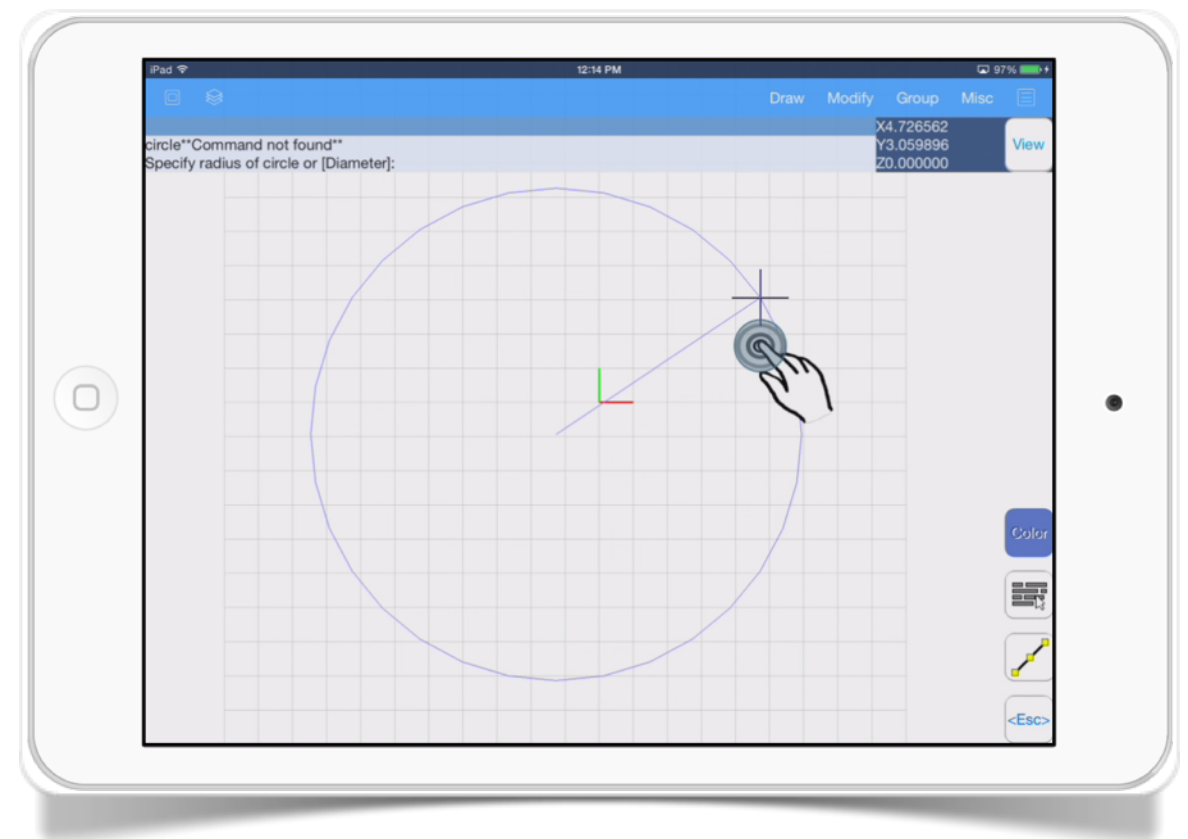 iPad 12:14 PM 97%
Draw Modify Group Misc
X4.726562
circle**Command not found** Y3.059896 View
Specify radius of circle or [Diameter]: Z0.000000
Color
<Esc>